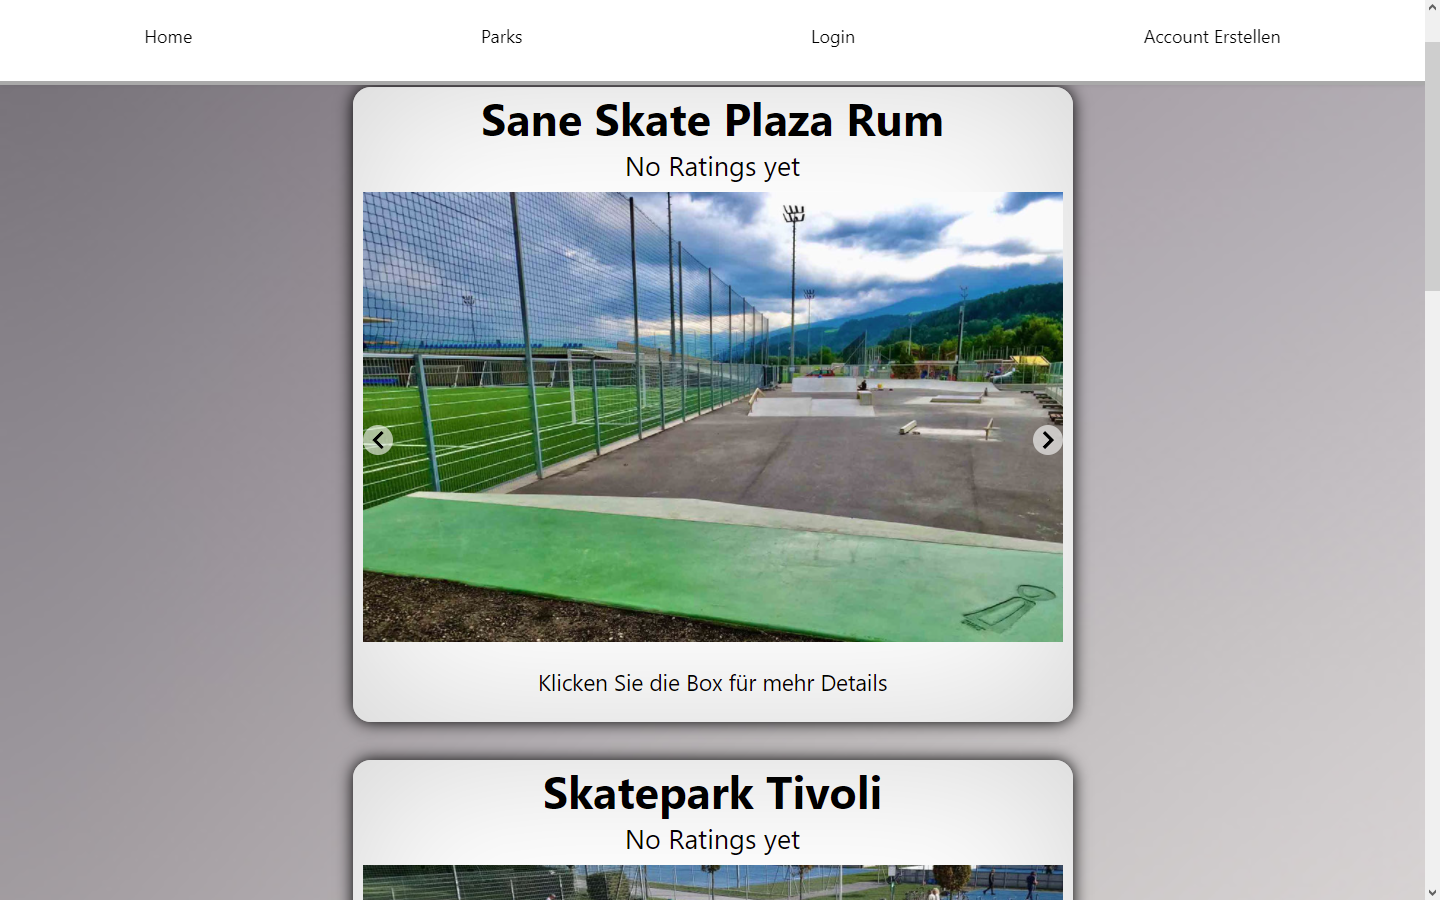 Home
Parks
Login
Account Erstellen
Sane Skate Plaza Rum
No Ratings yet
Klicken Sie die Box für mehr Details
Skatepark Tivoli
No Ratings yet